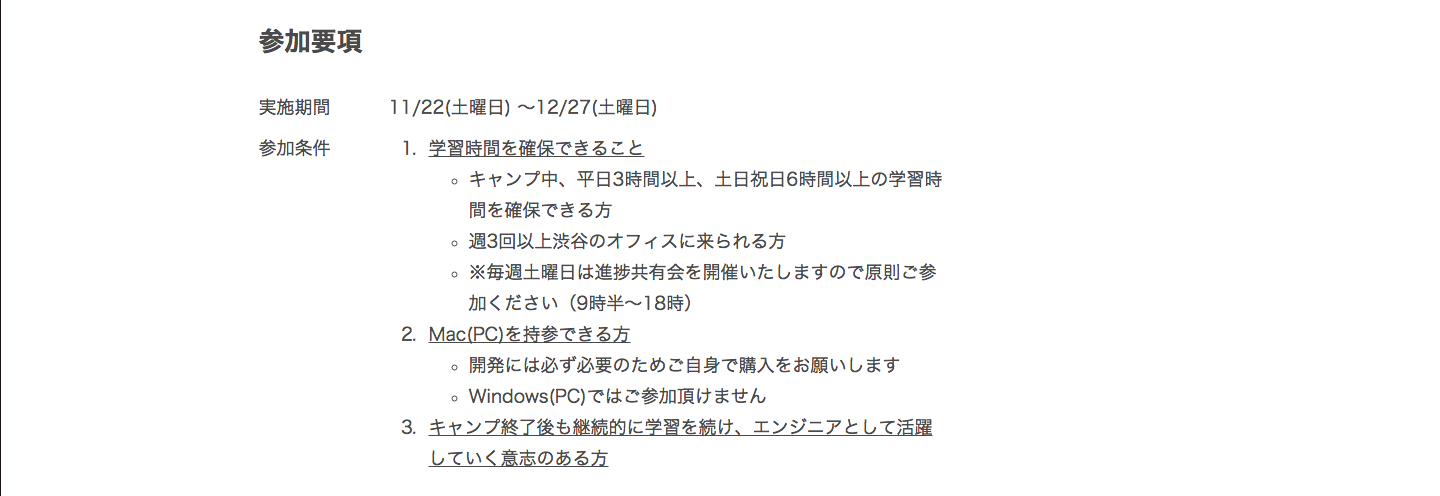 参加要項
実施期間 11/22(土曜日) 〜12/27(土曜日)
参加条件 1. 学習時間を確保できること
◦ キャンプ中、平日3時間以上、土日祝日6時間以上の学習時
間を確保できる方
◦ 週3回以上渋谷のオフィスに来られる方
◦ ※毎週土曜日は進捗共有会を開催いたしますので原則ご参
加ください（9時半〜18時）
2. Mac(PC)を持参できる方
◦ 開発には必ず必要のためご自身で購入をお願いします
◦ Windows(PC)ではご参加頂けません
3. キャンプ終了後も継続的に学習を続け、エンジニアとして活躍
していく意志のある方